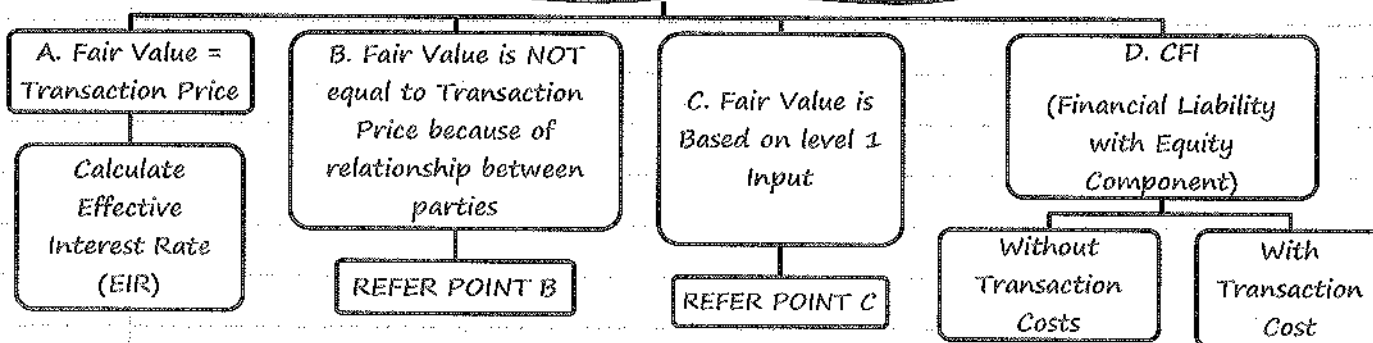 A. Fair Value =
Transaction Price
Calculate
Effective
Interest Rate
(EIR)
B. Fair Value is NOT
equal to Transaction
Price because of
relationship between
parties
REFER POINT B
C. Fair Value is
Based on level 1
Input
REFER POINT C
D. CFI
(Financial Liability
with Equity
Component)
Without
Transaction
Costs
With
Transaction
Cost